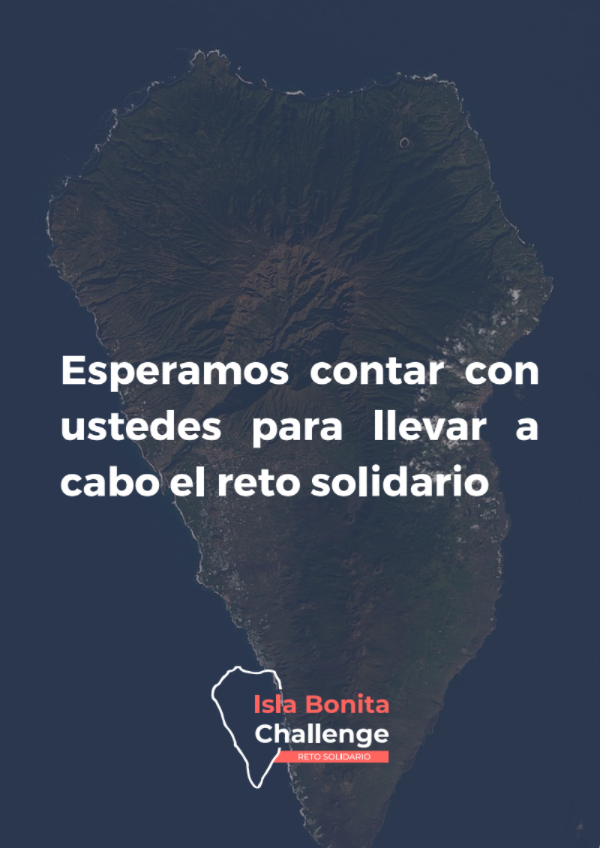 Esperamos contar con
ustedes para llevar a
cabo el reto solidario
Isla Bonita
Challenge
RETO SOLIDARIO